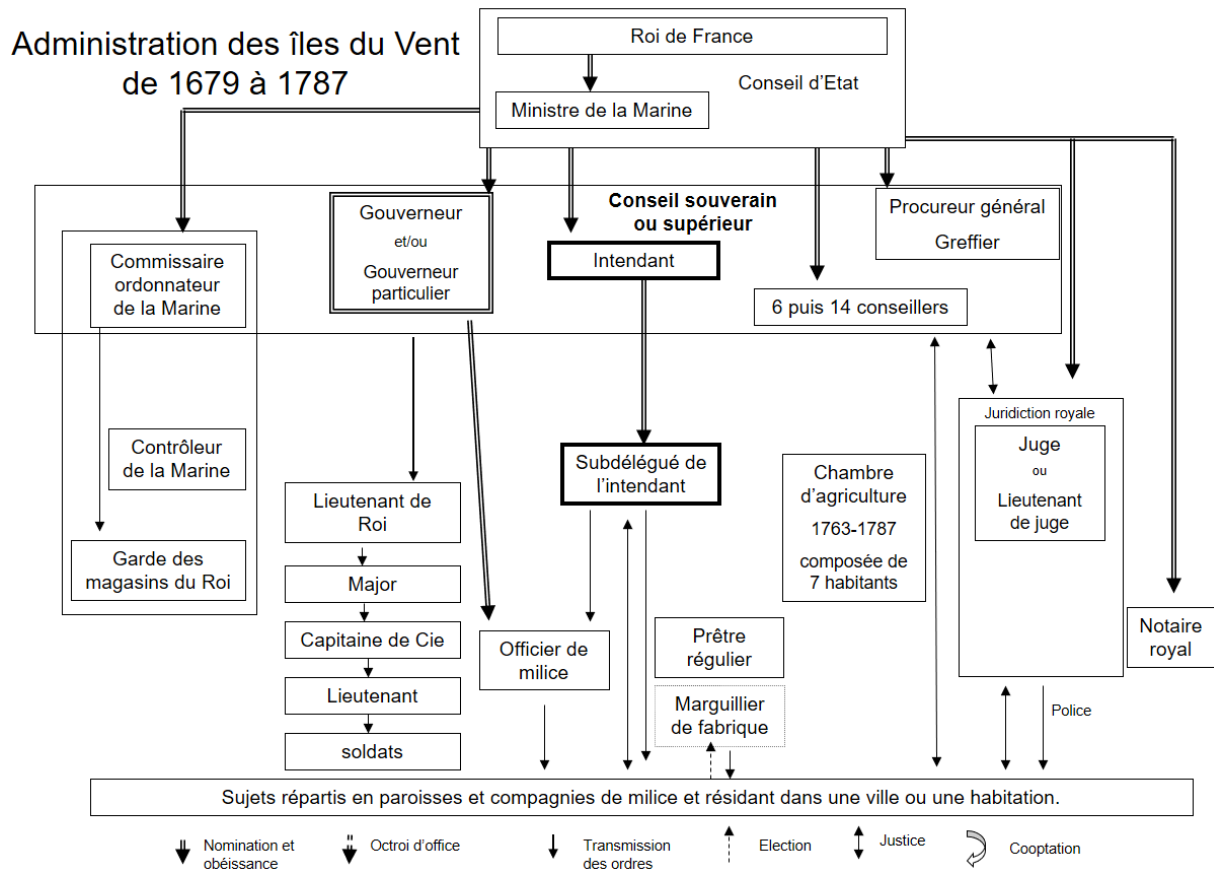 Administration des îles du Vent
de 1679 à 1787
Roi de France
Conseil d'Etat
Ministre de la Marine
Conseil souverain
ou supérieur
Commissaire
ordonnateur
de la Marine
Gouverneur
et/ou
Gouverneur
particulier
Intendant
Procureur général
Greffier
6 puis 14 conseillers
Contrôleur
de la Marine
Garde des
magasins du Roi
Lieutenant de
Roi
Major
Capitaine de Cie
Lieutenant
soldats
Subdélégué de
l'intendant
Officier de
milice
Prêtre
régulier
Marguillier
de fabrique
Chambre
d'agriculture
1763-1787
composée de
7 habitants
Juridiction royale
Juge
ou
Lieutenant
de juge
Notaire
royal
Police
Sujets répartis en paroisses et compagnies de milice et résidant dans une ville ou une habitation.
Nomination et
obéissance
Octroi d'office
Transmission
des ordres
Election
Justice
Cooptation